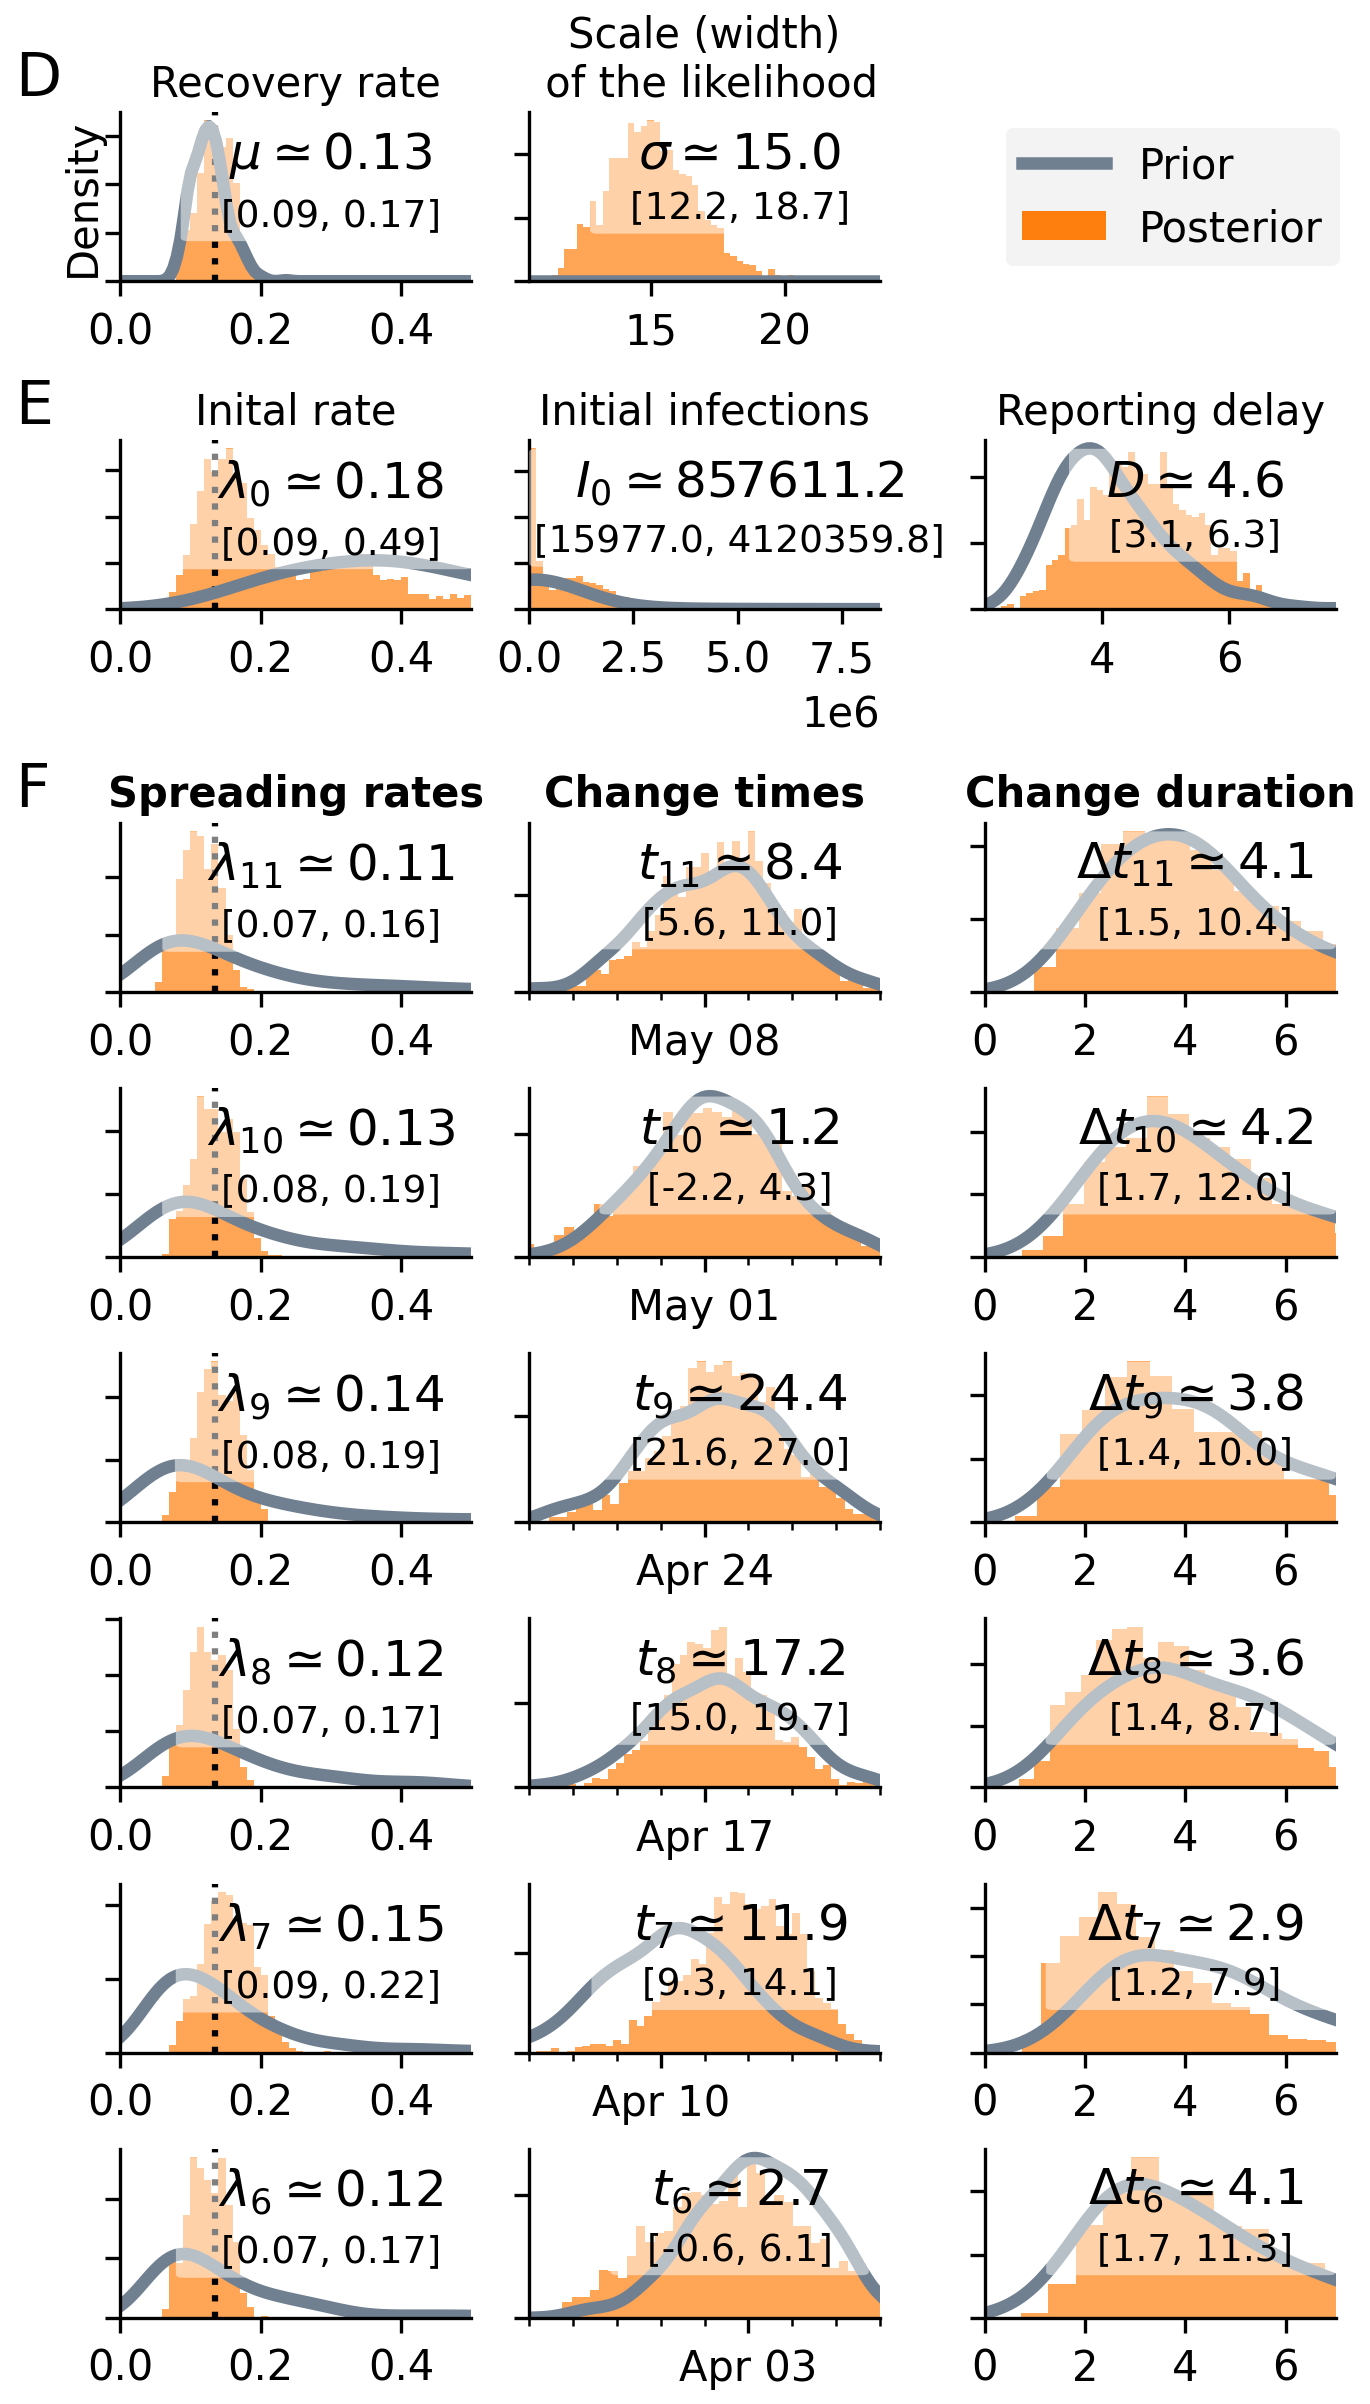 D
Recovery rate
Scale (width)
of the likelihood
Density
μ ≃ 0.13
[0.09, 0.17]
σ ≃ 15.0
[12.2, 18.7]
Prior
Posterior
0.0 0.2 0.4
15 20
E
Inital rate
Initial infections
Reporting delay
λ₀ ≃ 0.18
[0.09, 0.49]
I₀ ≃ 857611.2
[15977.0, 4120359.8]
D ≃ 4.6
[3.1, 6.3]
0.0 0.2 0.4
0.0 2.5 5.0 7.5
1e6
4 6
F
Spreading rates
Change times
Change duration
λ₁₁ ≃ 0.11
[0.07, 0.16]
t₁₁ ≃ 8.4
[5.6, 11.0]
Δt₁₁ ≃ 4.1
[1.5, 10.4]
0.0 0.2 0.4
May 08
0 2 4 6
λ₁₀ ≃ 0.13
[0.08, 0.19]
t₁₀ ≃ 1.2
[-2.2, 4.3]
Δt₁₀ ≃ 4.2
[1.7, 12.0]
0.0 0.2 0.4
May 01
0 2 4 6
λ₉ ≃ 0.14
[0.08, 0.19]
t₉ ≃ 24.4
[21.6, 27.0]
Δt₉ ≃ 3.8
[1.4, 10.0]
0.0 0.2 0.4
Apr 24
0 2 4 6
λ₈ ≃ 0.12
[0.07, 0.17]
t₈ ≃ 17.2
[15.0, 19.7]
Δt₈ ≃ 3.6
[1.4, 8.7]
0.0 0.2 0.4
Apr 17
0 2 4 6
λ₇ ≃ 0.15
[0.09, 0.22]
t₇ ≃ 11.9
[9.3, 14.1]
Δt₇ ≃ 2.9
[1.2, 7.9]
0.0 0.2 0.4
Apr 10
0 2 4 6
λ₆ ≃ 0.12
[0.07, 0.17]
t₆ ≃ 2.7
[-0.6, 6.1]
Δt₆ ≃ 4.1
[1.7, 11.3]
0.0 0.2 0.4
Apr 03
0 2 4 6